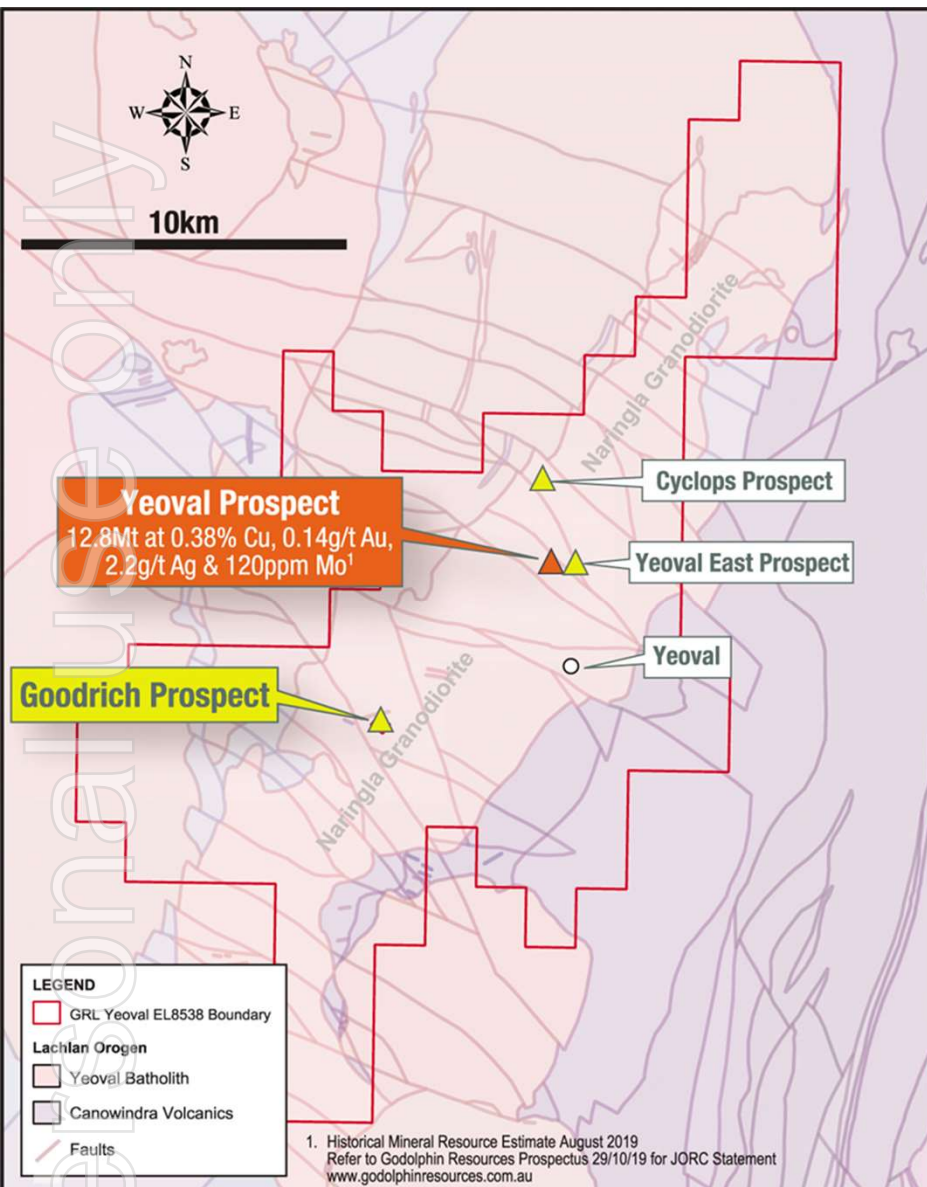 N
W E
S
10km
Naringla Granodiorite
Cyclops Prospect
Yeoval Prospect
12.8Mt at 0.38% Cu, 0.14g/t Au,
2.2g/t Ag & 120ppm Mo¹
Yeoval East Prospect
Yeoval
Goodrich Prospect
Naringla Granodiorite
LEGEND
GRL Yeoval EL8538 Boundary
Lachlan Orogen
Yeoval Batholith
Canowindra Volcanics
Faults
1. Historical Mineral Resource Estimate August 2019
Refer to Godolphin Resources Prospectus 29/10/19 for JORC Statement
www.godolphinresources.com.au
ersonal use only